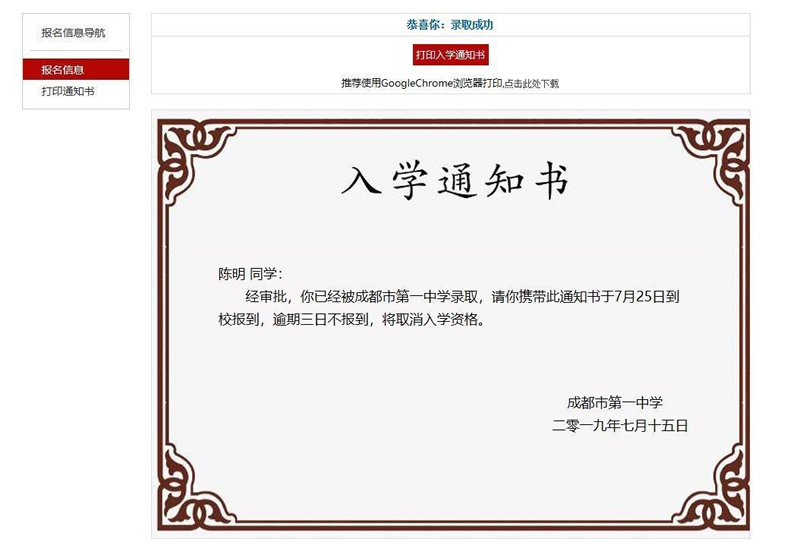 报名信息导航
报名信息
打印通知书
恭喜你：录取成功
打印入学通知书
推荐使用GoogleChrome浏览器打印,点击此处下载
入学通知书
陈明 同学：
经审批，你已经被成都市第一中学录取，请你携带此通知书于7月25日到
校报到，逾期三日不报到，将取消入学资格。
成都市第一中学
二零一九年七月十五日